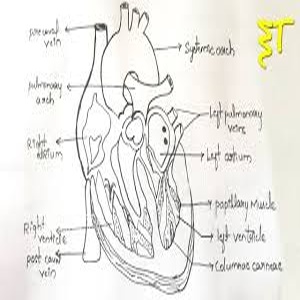 precaval
vein
Systemic arch
pulmonary
arch
Left pulmonary
veins
Right
atrium
Left atrium
papillary Muscle
Right
ventricle
left ventricle
post caval
vein
Columnae carneae